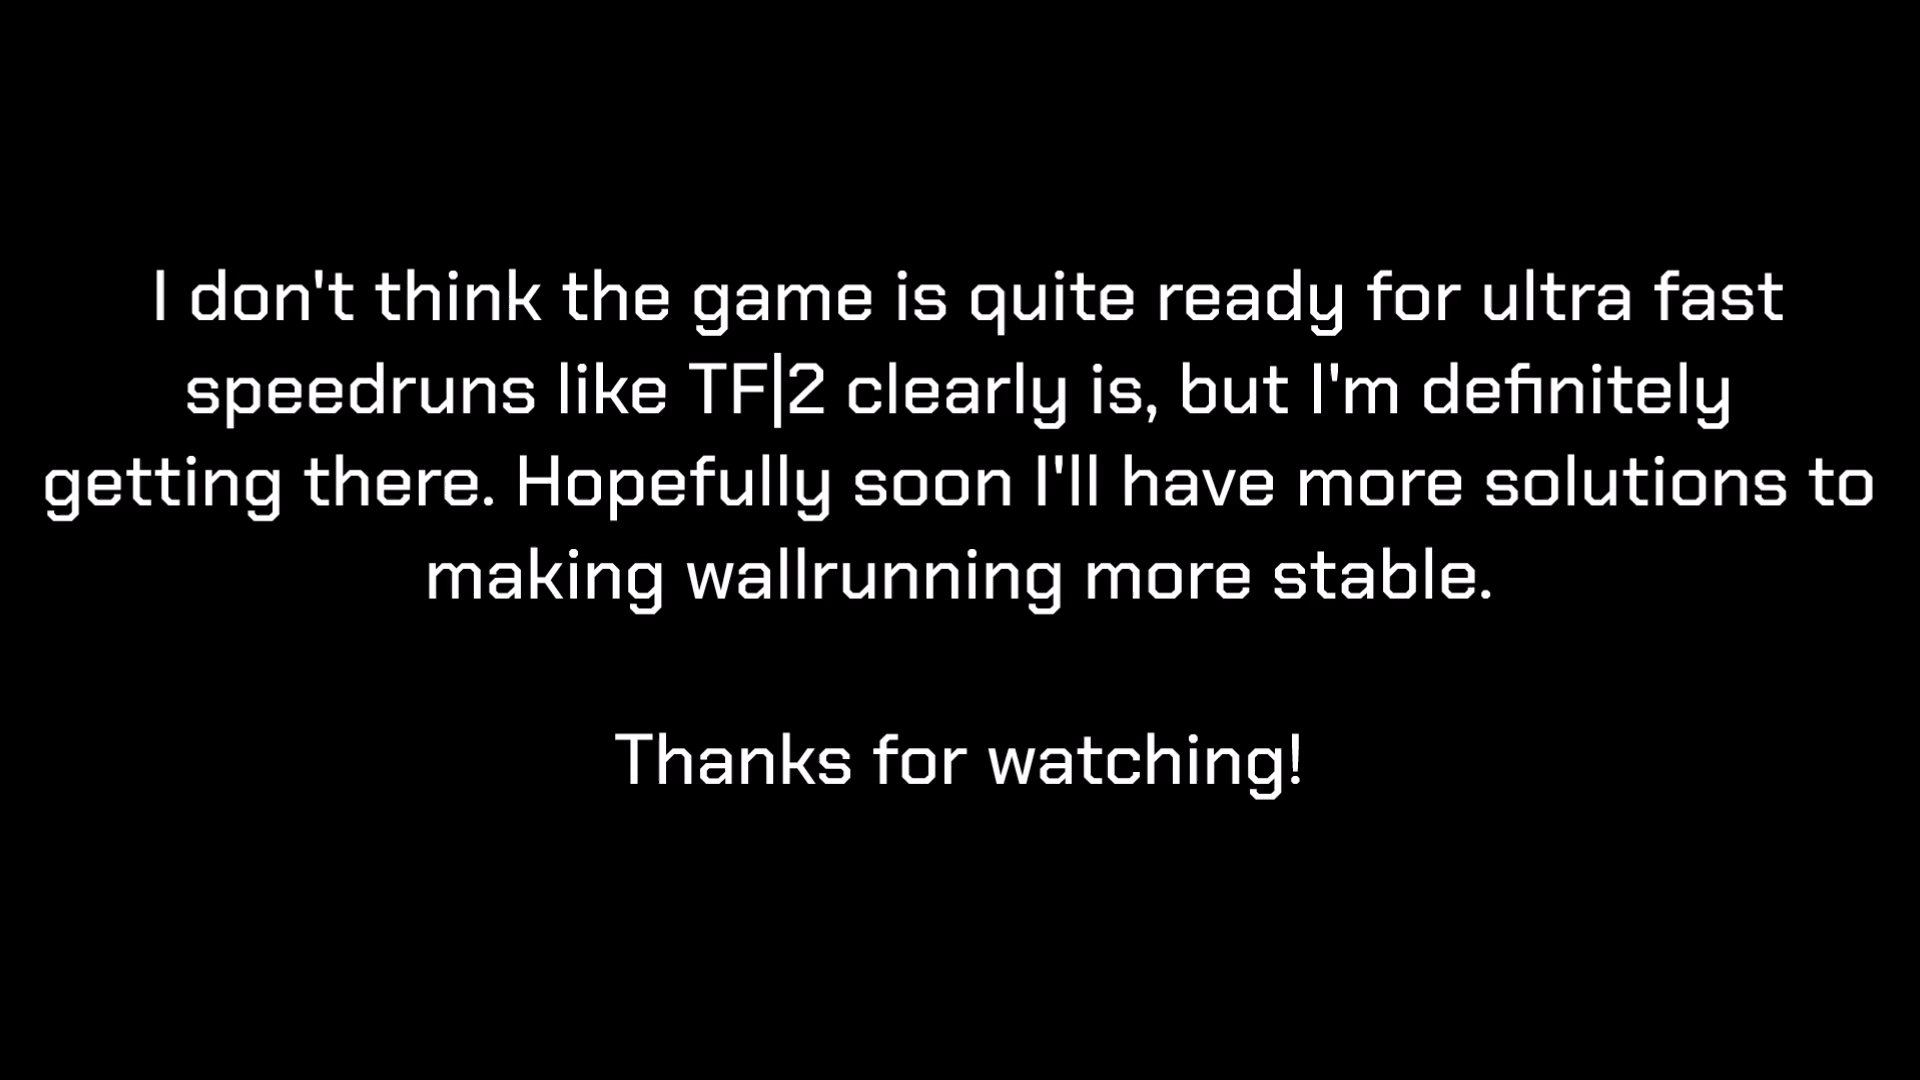 I don't think the game is quite ready for ultra fast
speedruns like TF|2 clearly is, but I'm definitely
getting there. Hopefully soon I'll have more solutions to
making wallrunning more stable.
Thanks for watching!